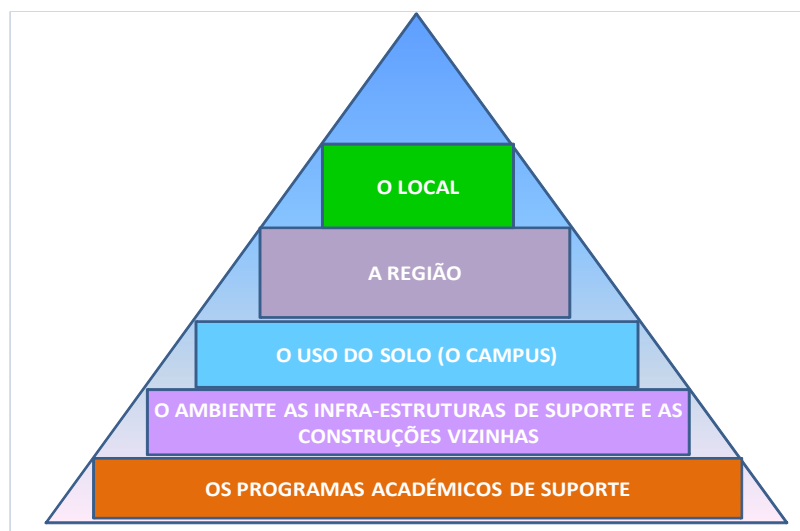 O LOCAL
A REGIÃO
O USO DO SOLO (O CAMPUS)
O AMBIENTE AS INFRA-ESTRUTURAS DE SUPORTE E AS
CONSTRUÇÕES VIZINHAS
OS PROGRAMAS ACADÉMICOS DE SUPORTE